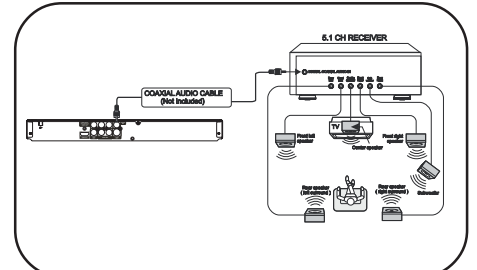 5.1 CH RECEIVER
COAXIAL AUDIO CABLE
(Not Included)
TV
Front left
speaker
Center speaker
Front right
speaker
Subwoofer
Rear speaker
(left surround)
Rear speaker
(right surround)